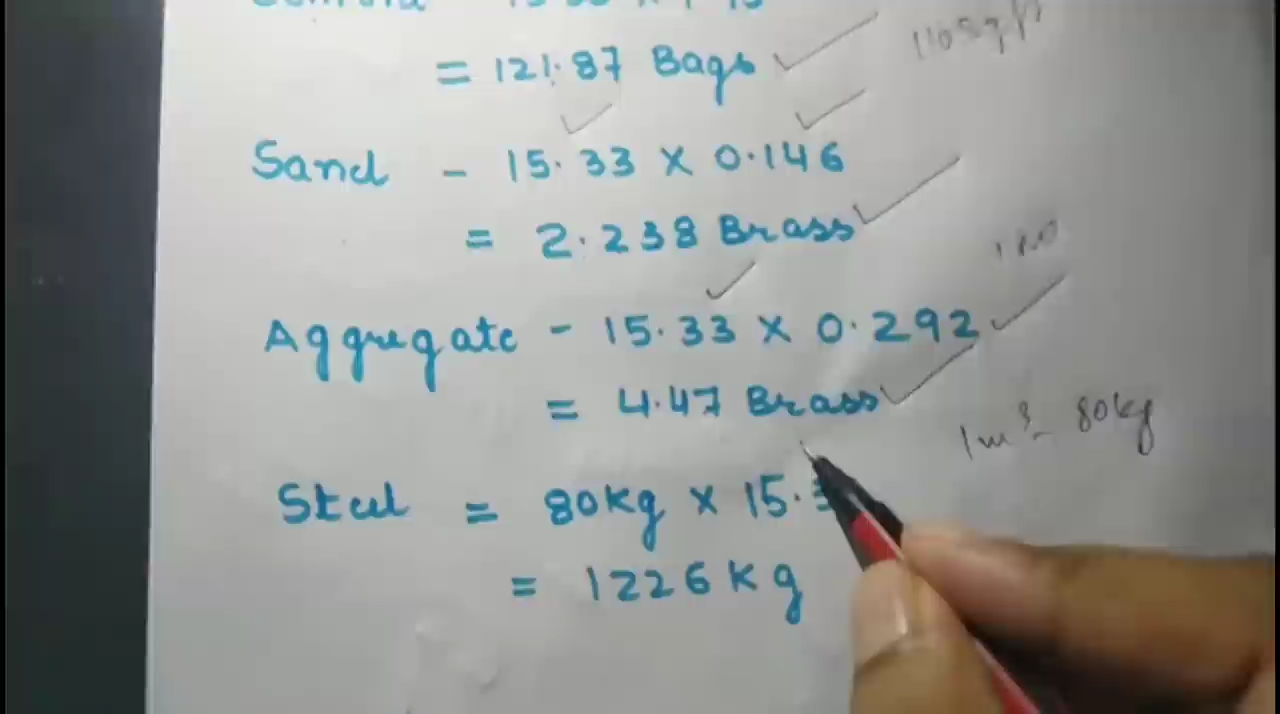 = 121.87 Bags
Sand - 15.33 x 0.146
= 2.238 Brass
Aggregate - 15.33 x 0.292
= 4.47 Brass
1m³- 80kg
Steel = 80kg x 15.3
= 1226 kg